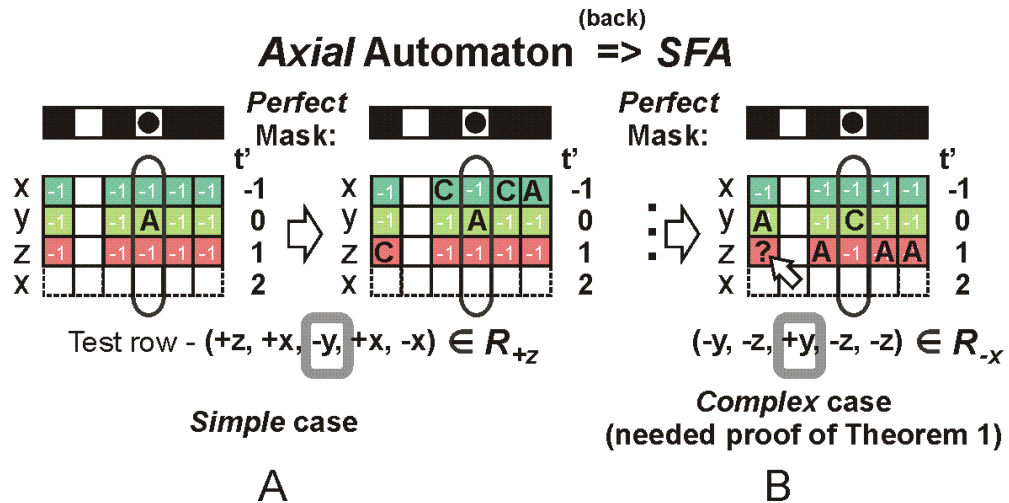 (back)
Axial Automaton => SFA
Perfect Mask:
Perfect Mask:
t' t' t'
x -1 -1 -1 -1 -1 -1
y -1 -1 A -1 -1 0
z -1 -1 -1 -1 -1 1
x 2
x -1 C -1 C A -1
y -1 -1 A -1 -1 0
z C -1 -1 -1 -1 1
x 2
x -1 -1 -1 -1 -1 -1
y A -1 C -1 -1 0
z ? A -1 A A 1
x 2
Test row - (+z, +x, -y, +x, -x) ∈ R+z
(-y, -z, +y, -z, -z) ∈ R-x
Simple case
Complex case
(needed proof of Theorem 1)
A
B